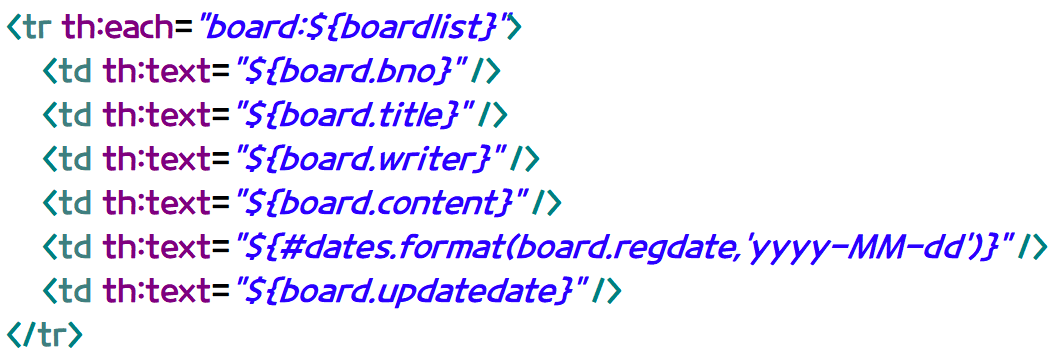 <tr th:each="board:${boardlist}">
<td th:text="${board.bno}" />
<td th:text="${board.title}" />
<td th:text="${board.writer}" />
<td th:text="${board.content}" />
<td th:text="${#dates.format(board.regdate,'yyyy-MM-dd')}" />
<td th:text="${board.updatedate}" />
</tr>